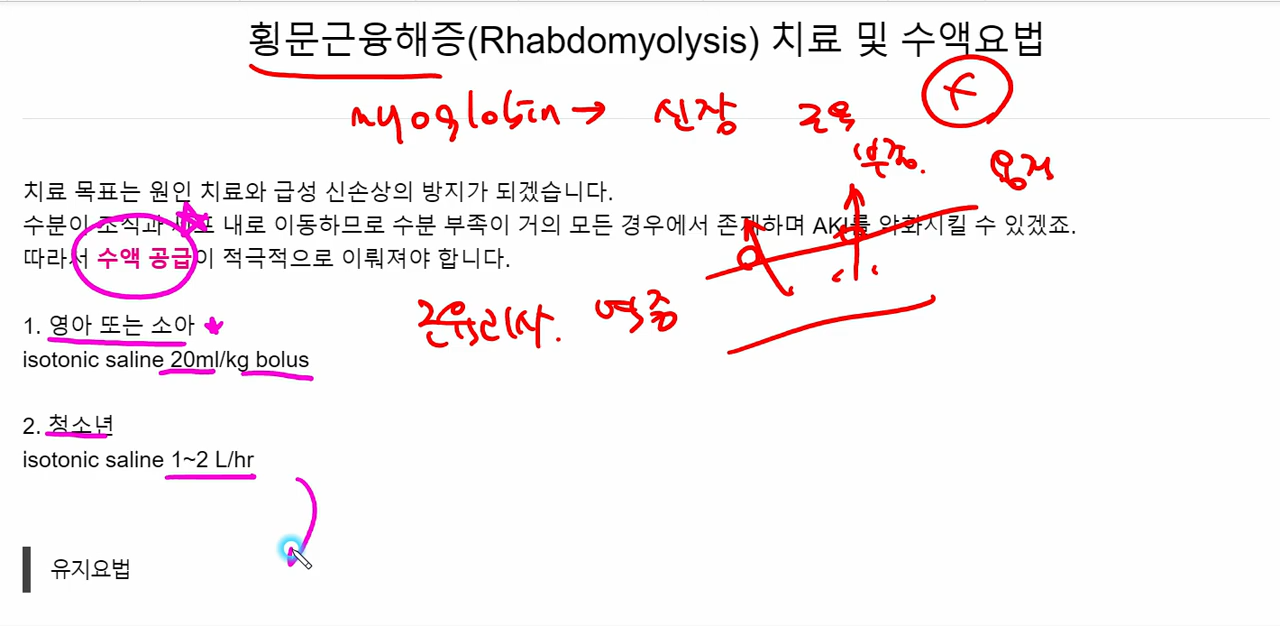 횡문근융해증(Rhabdomyolysis) 치료 및 수액요법
myoglobin → 신장 근육
부종.
치료 목표는 원인 치료와 급성 신손상의 방지가 되겠습니다.
수분이 조직과 세포 내로 이동하므로 수분 부족이 거의 모든 경우에서 존재하며 AKI를 악화시킬 수 있겠죠.
따라서 수액 공급이 적극적으로 이뤄져야 합니다.
1. 영아 또는 소아
isotonic saline 20ml/kg bolus
2. 청소년
isotonic saline 1~2 L/hr
유지요법